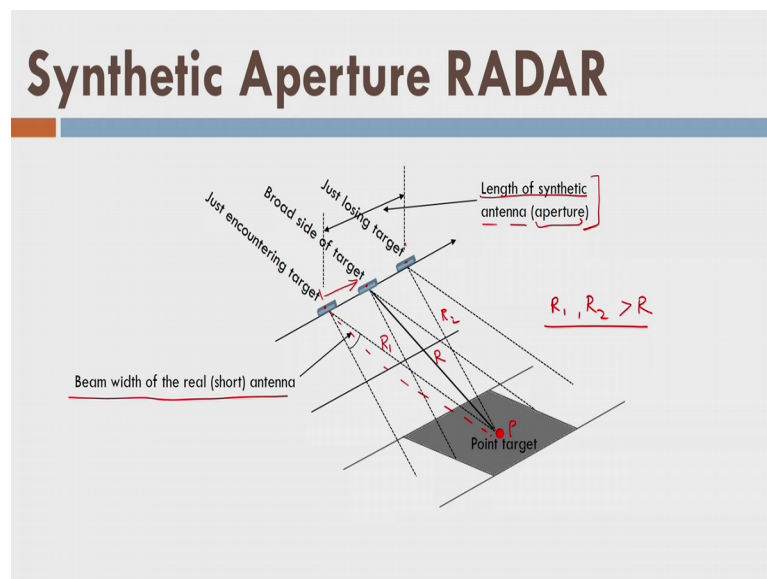 Synthetic Aperture RADAR
Just losing target
Broad side of target
Just encountering target
Length of synthetic
antenna (aperture)
R₁ , R₂ > R
R₂
R₁
R
Beam width of the real (short) antenna
P
Point target